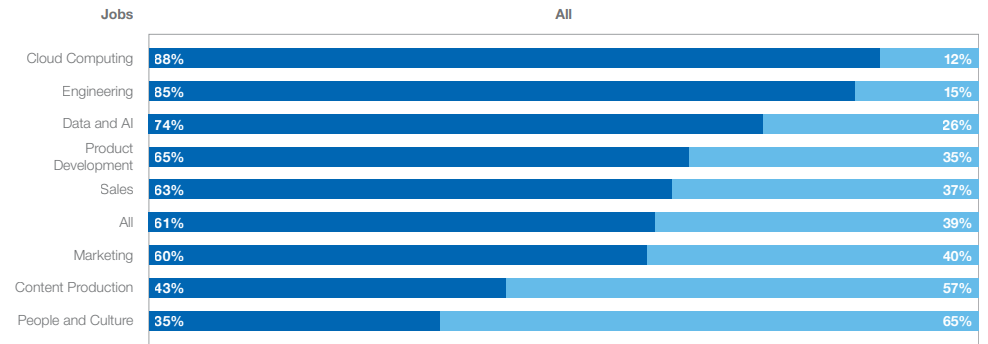 Jobs All
Cloud Computing 88% 12%
Engineering 85% 15%
Data and AI 74% 26%
Product
Development 65% 35%
Sales 63% 37%
All 61% 39%
Marketing 60% 40%
Content Production 43% 57%
People and Culture 35% 65%